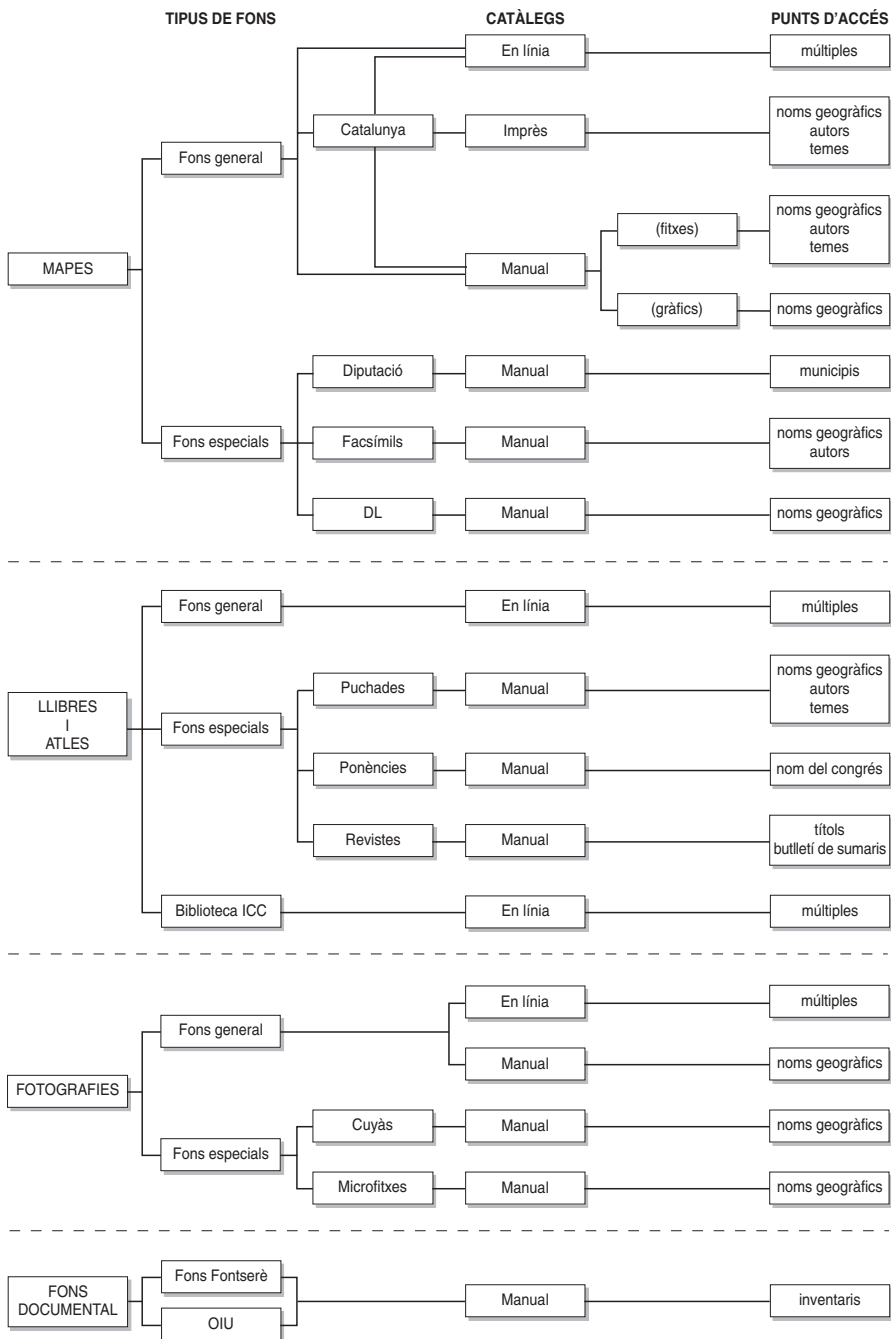 TIPUS DE FONS CATÀLEGS PUNTS D'ACCÉS
En línia múltiples
Catalunya Imprès noms geogràfics
autors
temes
Fons general
(fitxes) noms geogràfics
autors
temes
MAPES Manual
(gràfics) noms geogràfics
Diputació Manual municipis
Fons especials Facsímils Manual noms geogràfics
autors
DL Manual noms geogràfics
Fons general En línia múltiples
Puchades Manual noms geogràfics
autors
temes
LLIBRES
I
ATLES
Fons especials
Ponències Manual nom del congrés
Revistes Manual títols
butlletí de sumaris
Biblioteca ICC En línia múltiples
En línia múltiples
Fons general
Manual noms geogràfics
FOTOGRAFIES
Cuyàs Manual noms geogràfics
Fons especials
Microfitxes Manual noms geogràfics
Fons Fontserè
FONS
DOCUMENTAL
Manual inventaris
OIU